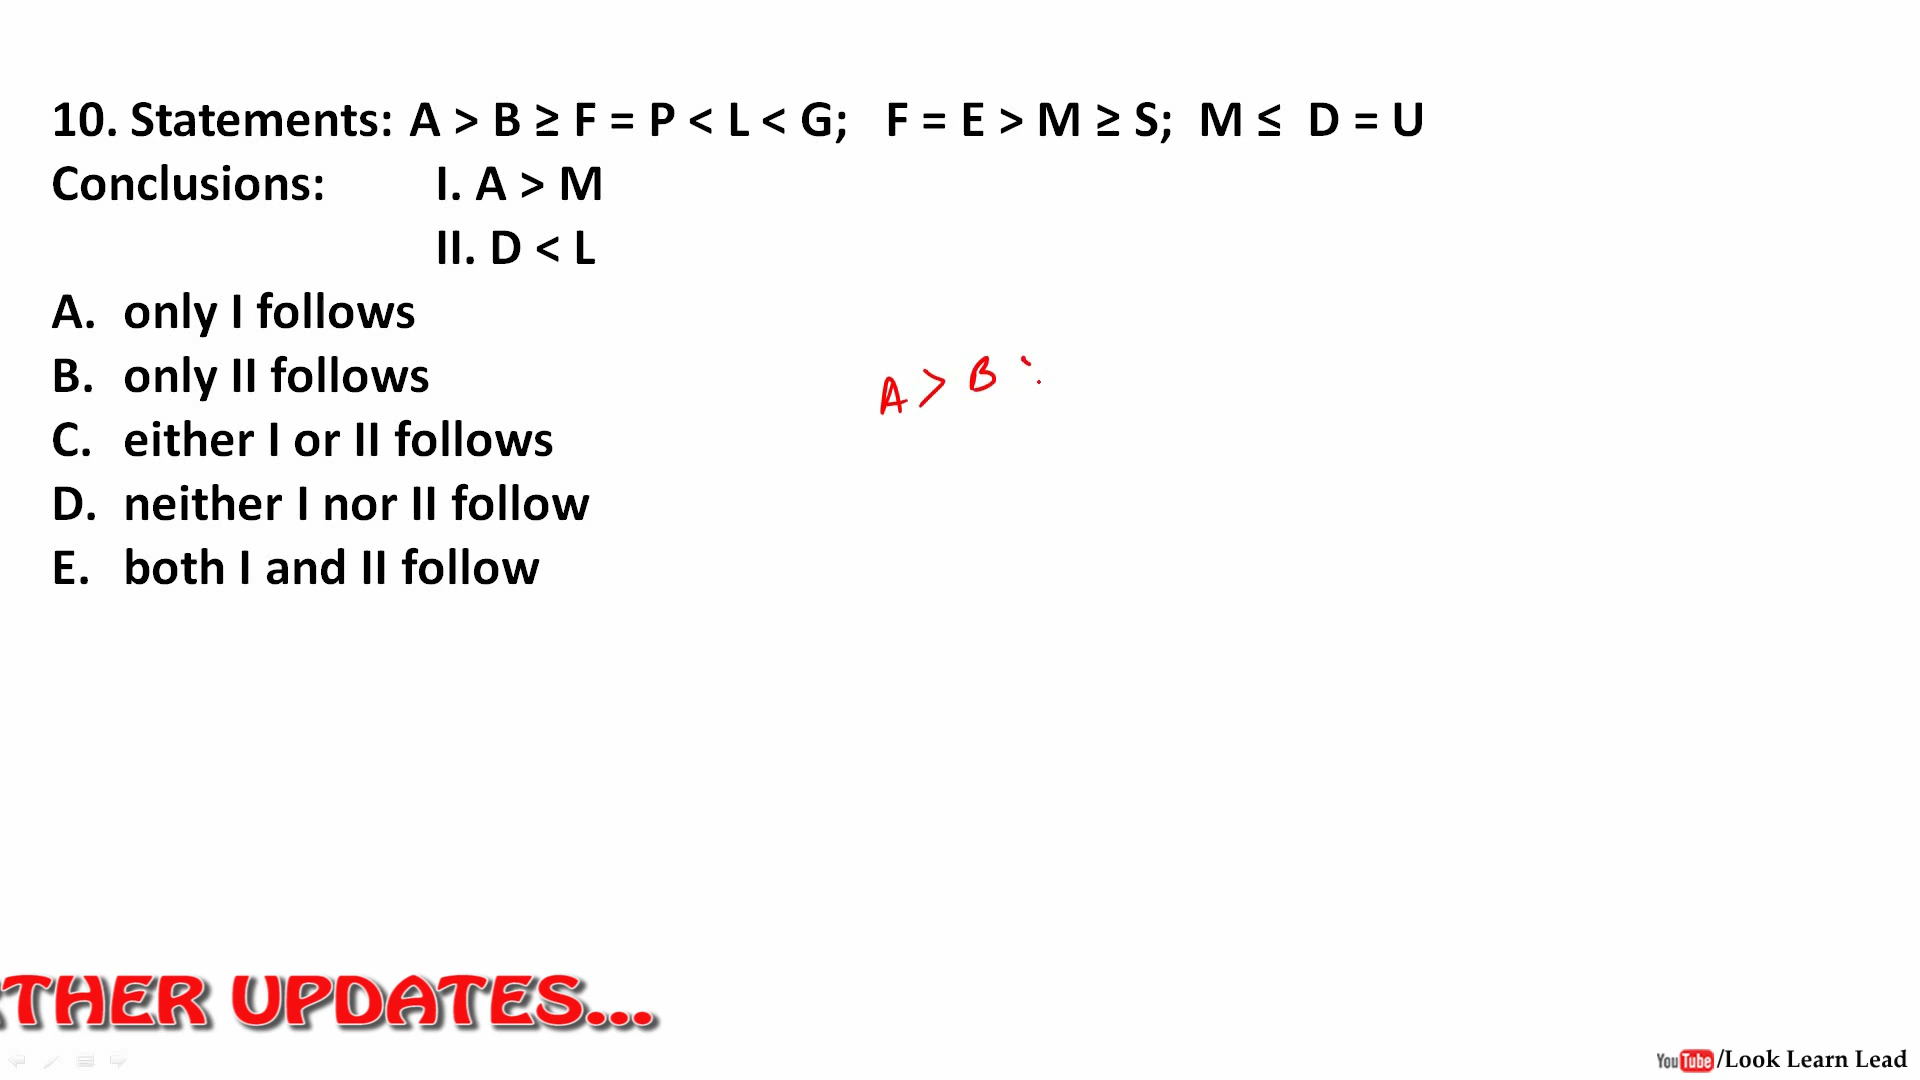 10. Statements: A > B ≥ F = P < L < G; F = E > M ≥ S; M ≤ D = U
Conclusions: I. A > M
II. D < L
A. only I follows
B. only II follows
C. either I or II follows
D. neither I nor II follow
E. both I and II follow
A > B
THER UPDATES...
YouTube/Look Learn Lead